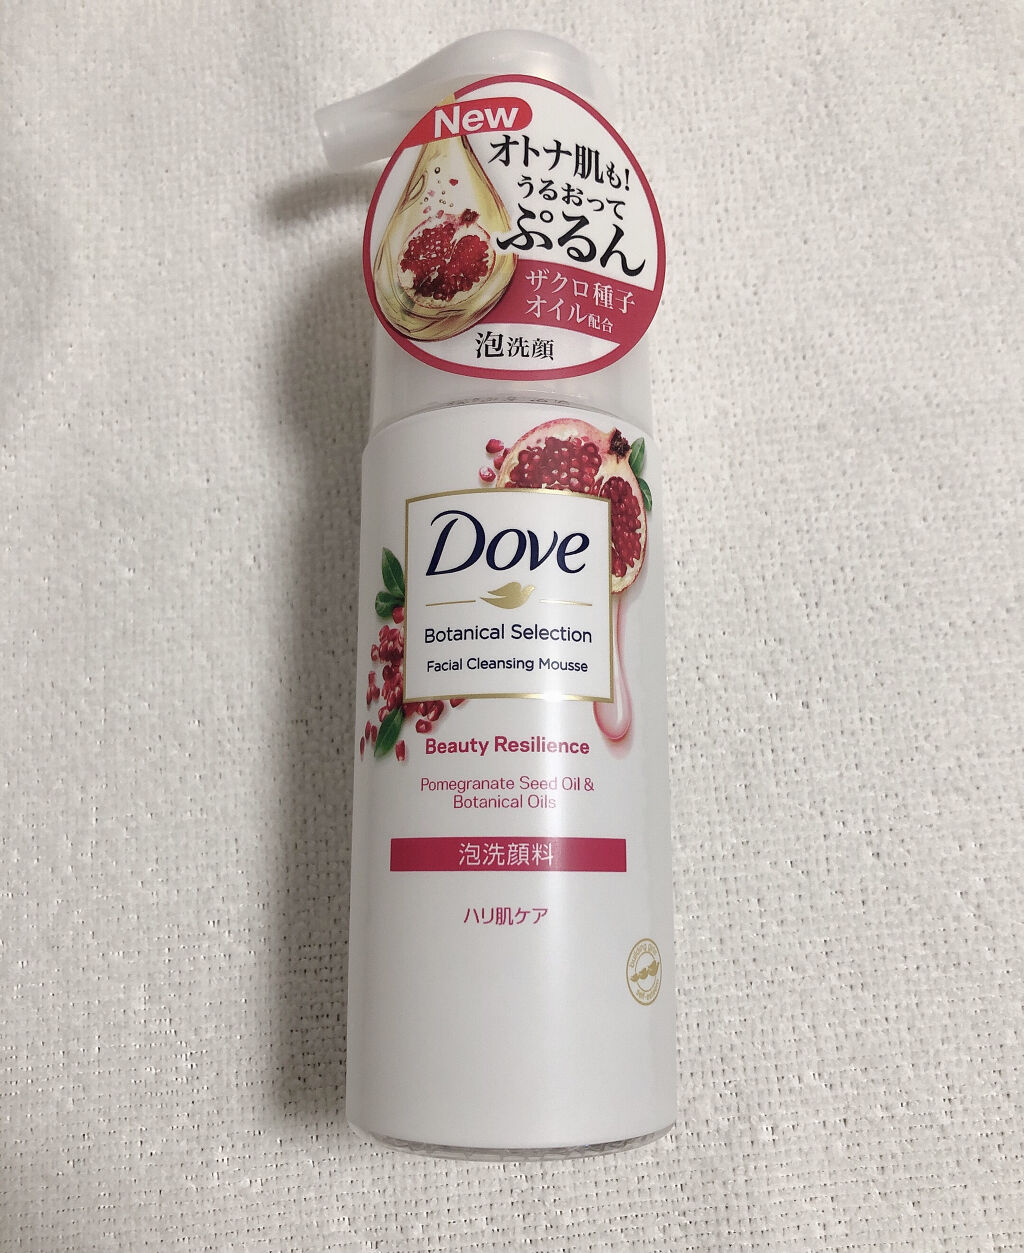 New
オトナ肌も!
うるおって
ぷるん
ザクロ種子
オイル配合
泡洗顔
Dove
Botanical Selection
Facial Cleansing Mousse
Beauty Resilience
Pomegranate Seed Oil &
Botanical Oils
泡洗顔料
ハリ肌ケア